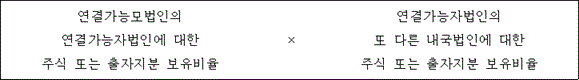 연결가능모법인의 연결가능자법인의
연결가능자법인에 대한 × 또 다른 내국법인에 대한
주식 또는 출자지분 보유비율 주식 또는 출자지분 보유비율